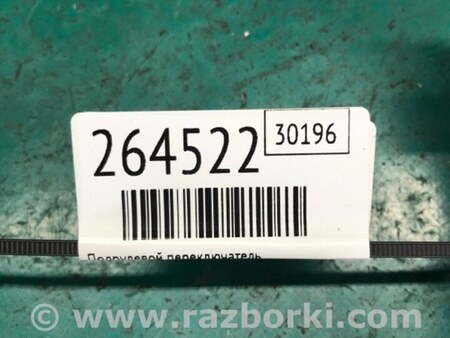 264522
30196
Подрулевой переключатель
© www.razborki.com